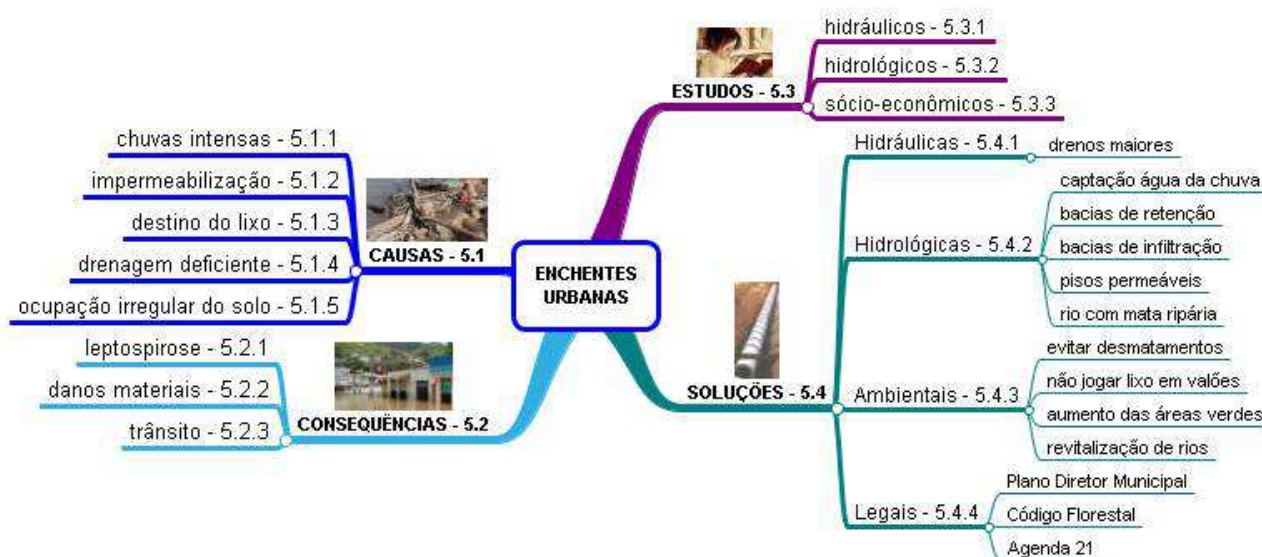 ENCHENTES
URBANAS
CAUSAS - 5.1
chuvas intensas - 5.1.1
impermeabilização - 5.1.2
destino do lixo - 5.1.3
drenagem deficiente - 5.1.4
ocupação irregular do solo - 5.1.5
CONSEQÜÊNCIAS - 5.2
leptospirose - 5.2.1
danos materiais - 5.2.2
trânsito - 5.2.3
ESTUDOS - 5.3
hidráulicos - 5.3.1
hidrológicos - 5.3.2
sócio-econômicos - 5.3.3
SOLUÇÕES - 5.4
Hidráulicas - 5.4.1
drenos maiores
Hidrológicas - 5.4.2
captação água da chuva
bacias de retenção
bacias de infiltração
pisos permeáveis
rio com mata ripária
Ambientais - 5.4.3
evitar desmatamentos
não jogar lixo em valões
aumento das áreas verdes
revitalização de rios
Legais - 5.4.4
Plano Diretor Municipal
Código Florestal
Agenda 21